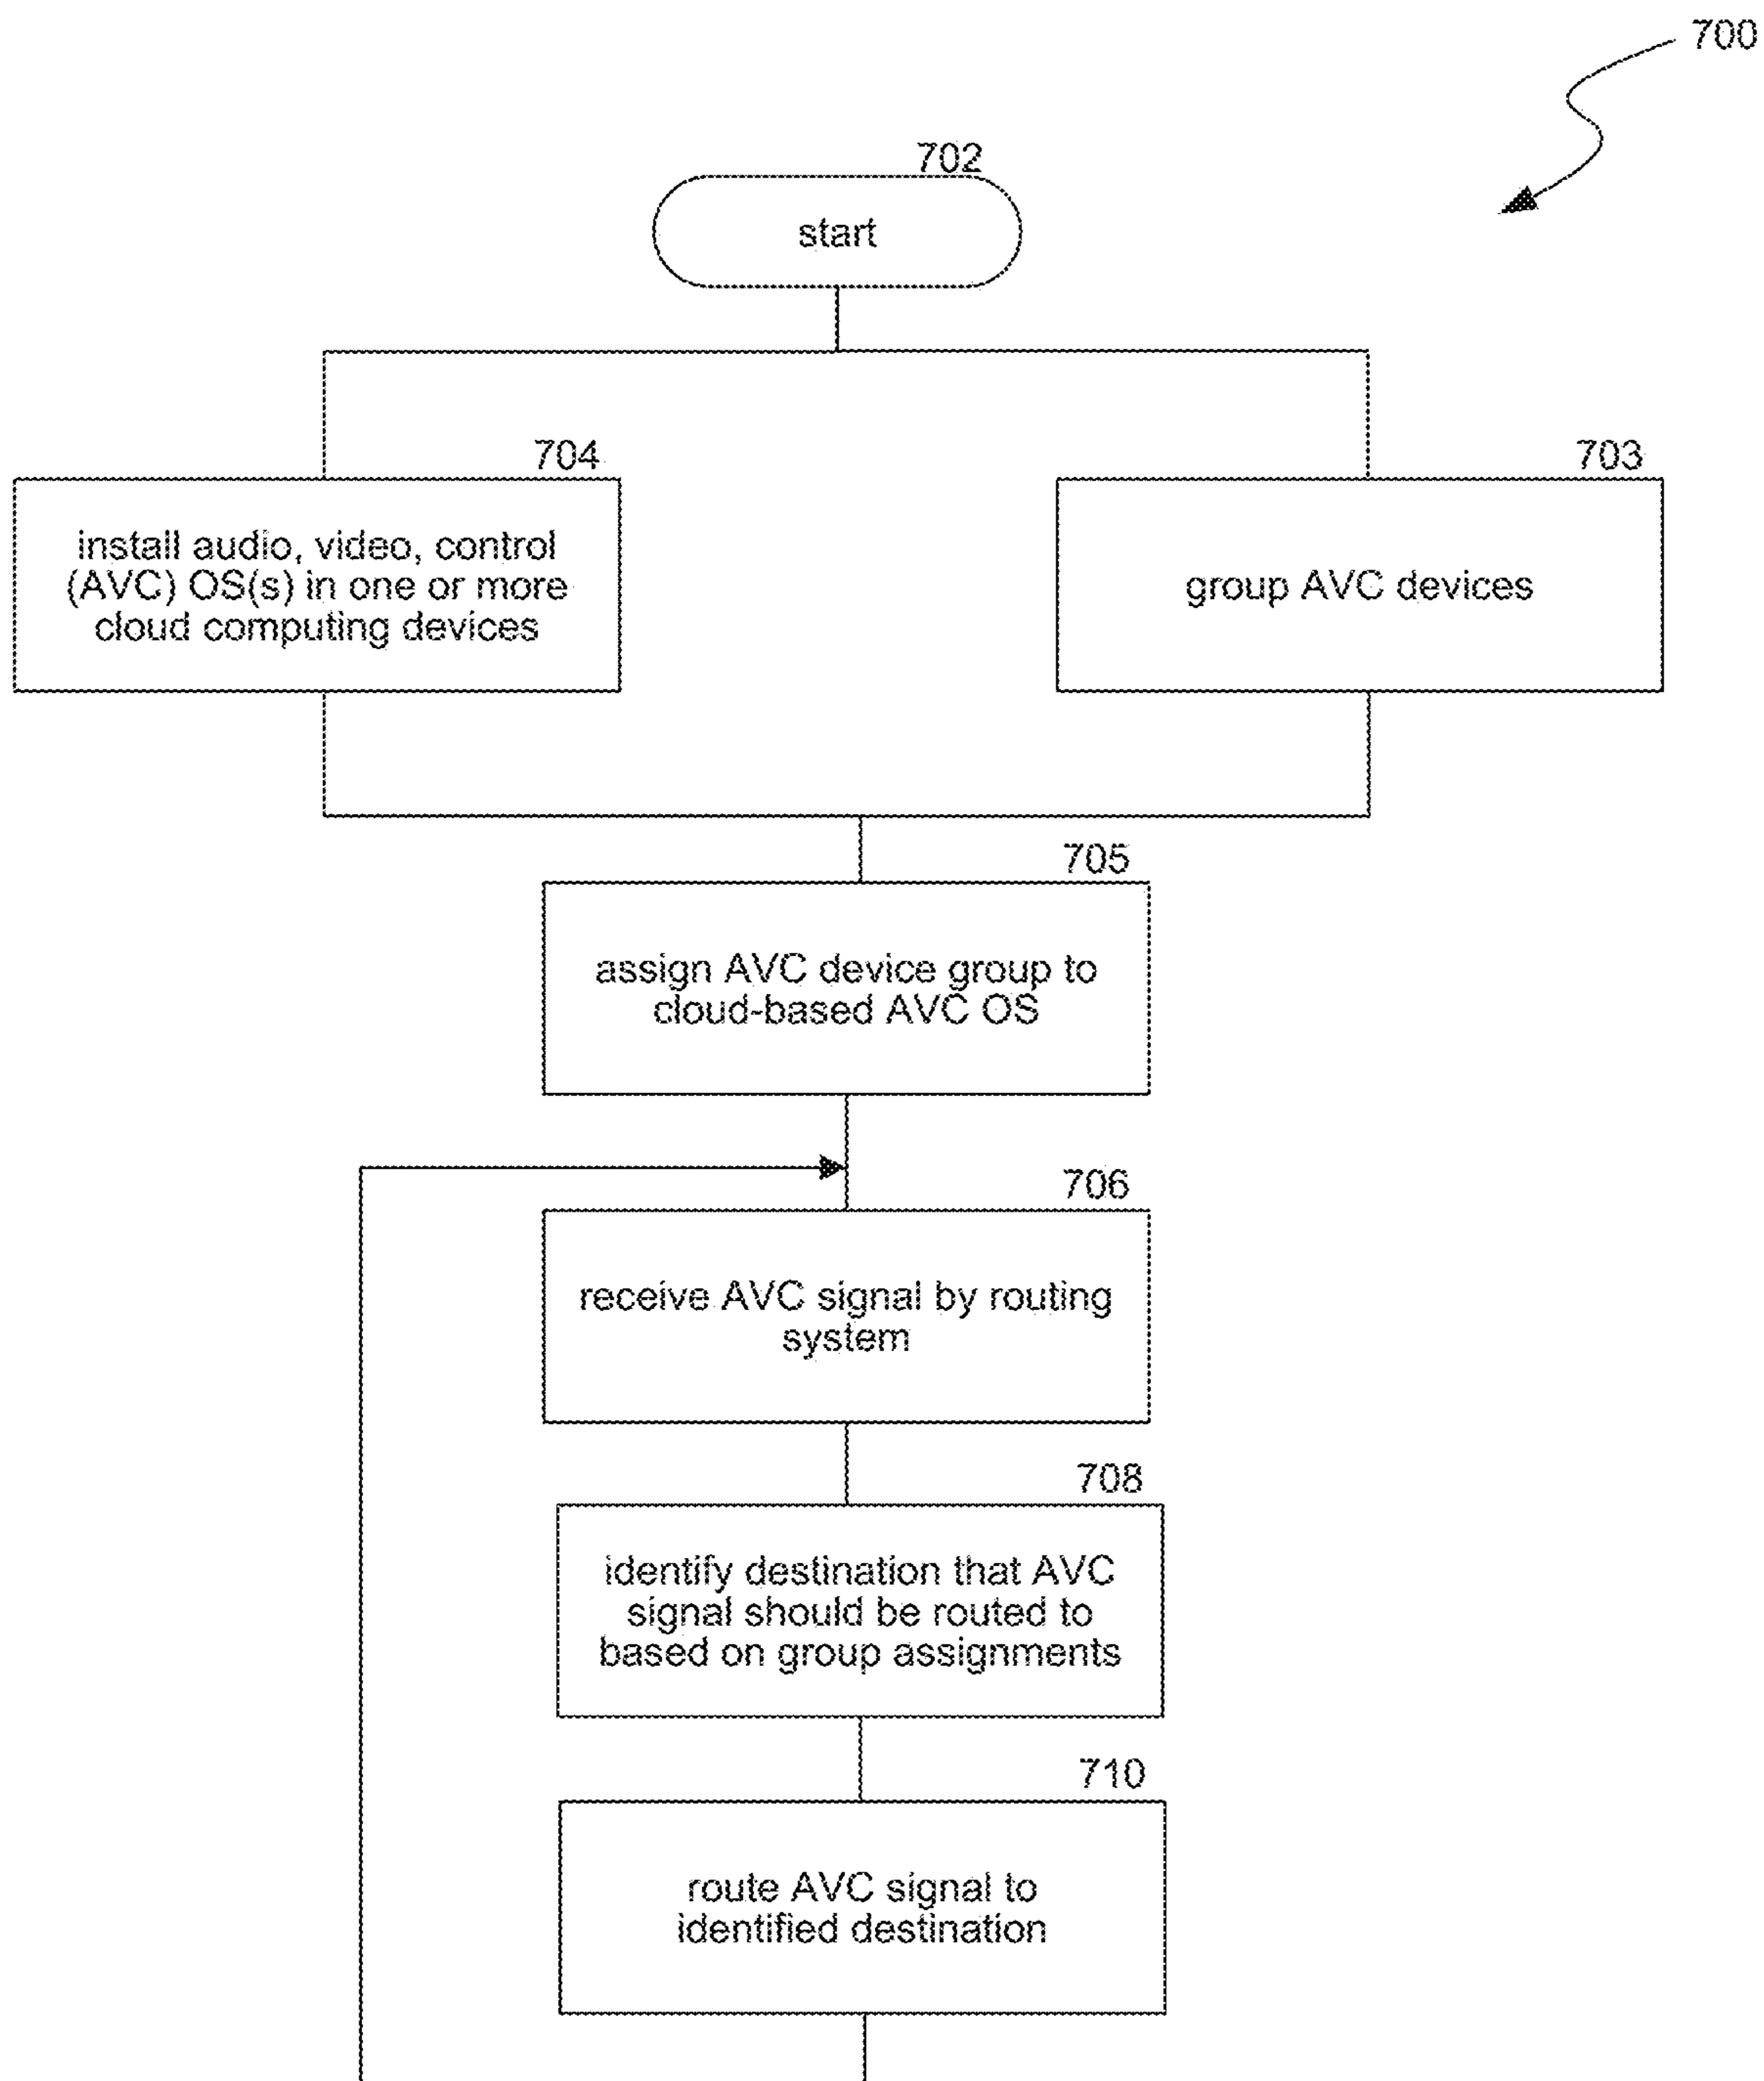 700
702
start
704
install audio, video, control
(AVC) OS(s) in one or more
cloud computing devices
703
group AVC devices
705
assign AVC device group to
cloud-based AVC OS
706
receive AVC signal by routing
system
708
identify destination that AVC
signal should be routed to
based on group assignments
710
route AVC signal to
identified destination